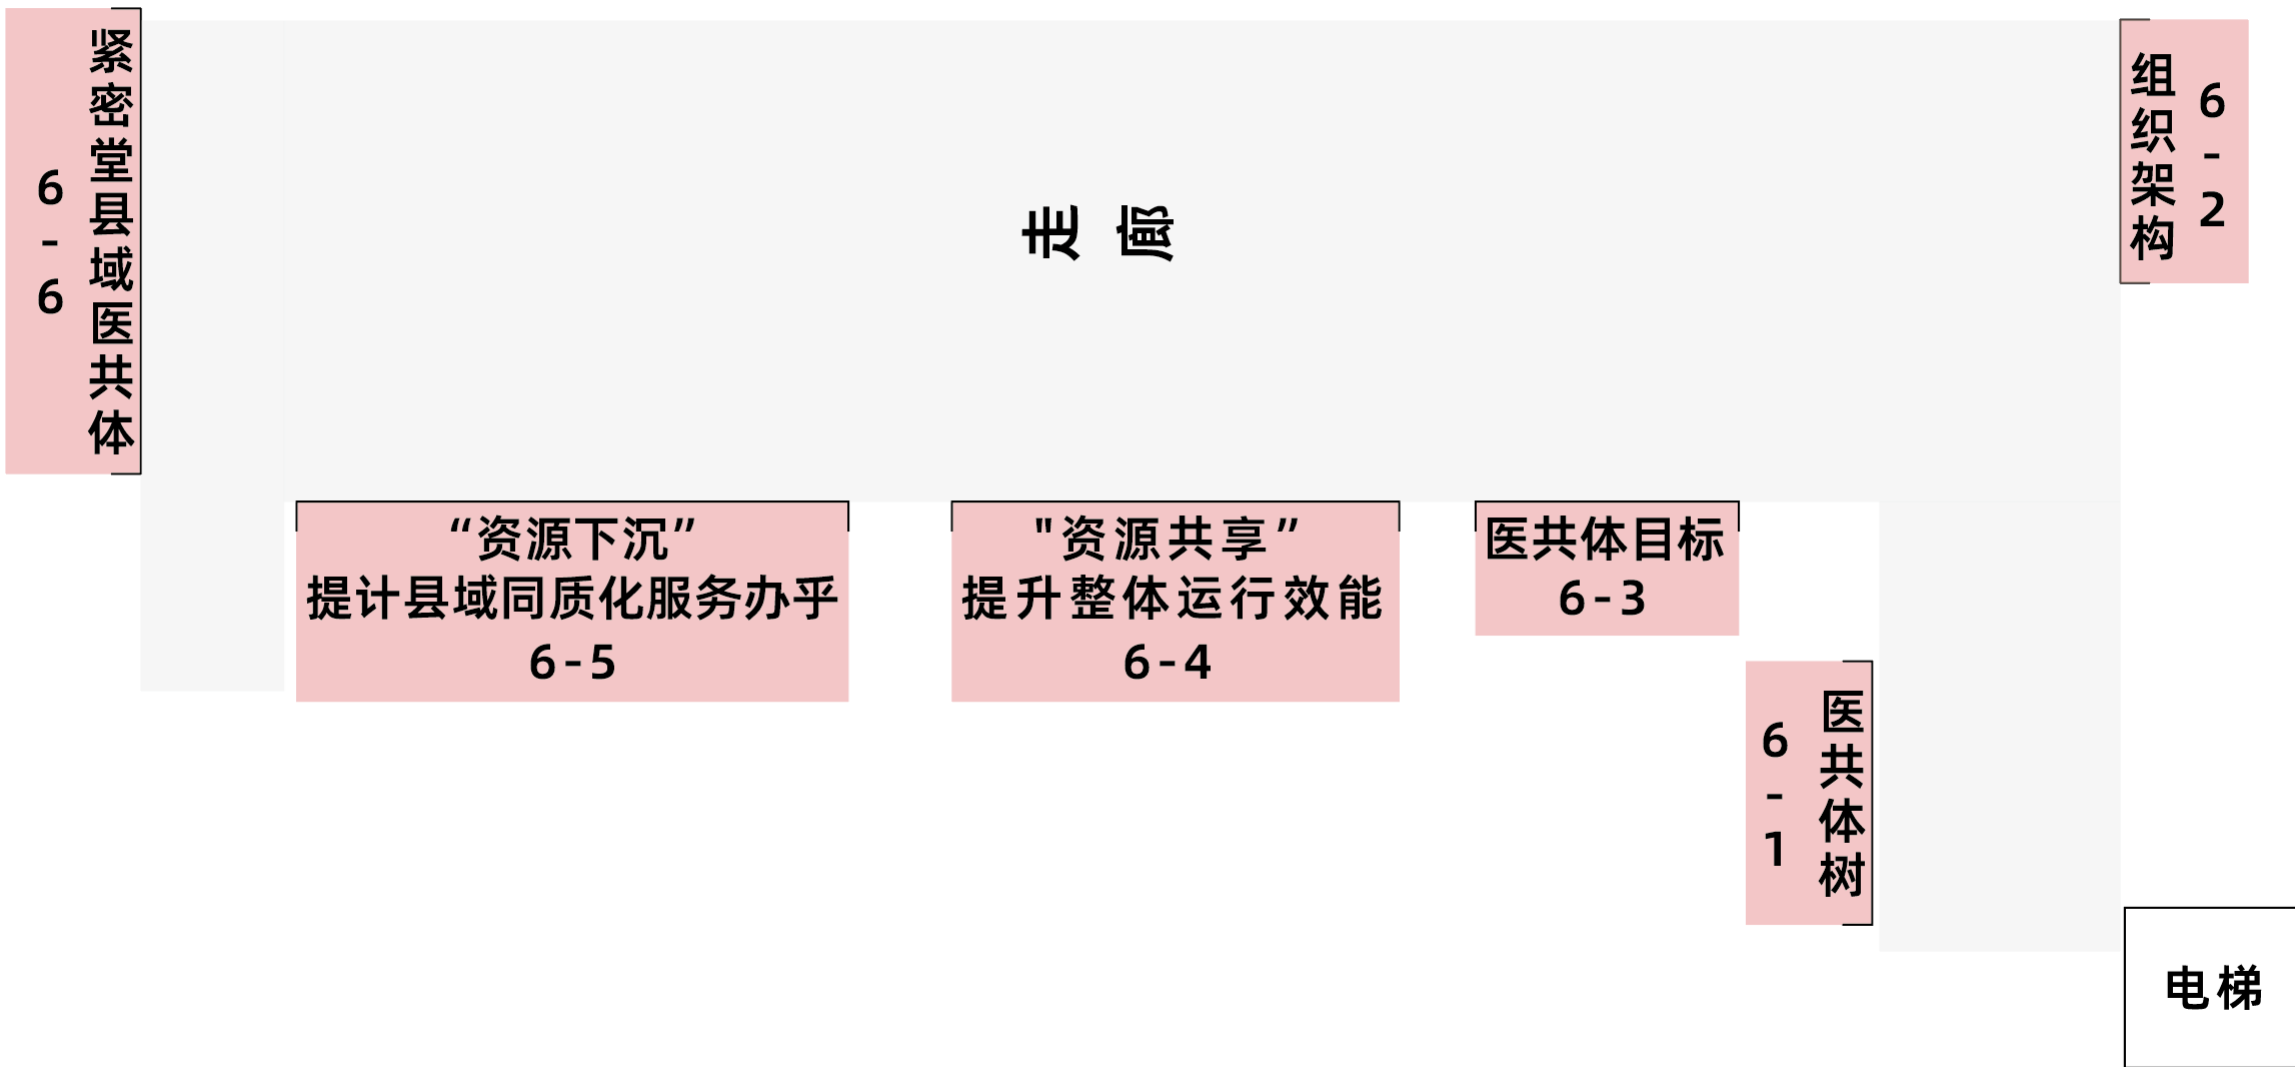 紧密堂县域医共体
6-6
走廊
组织架构
6-2
“资源下沉”
提计县域同质化服务办乎
6-5
"资源共享”
提升整体运行效能
6-4
医共体目标
6-3
医共体树
6-1
电梯